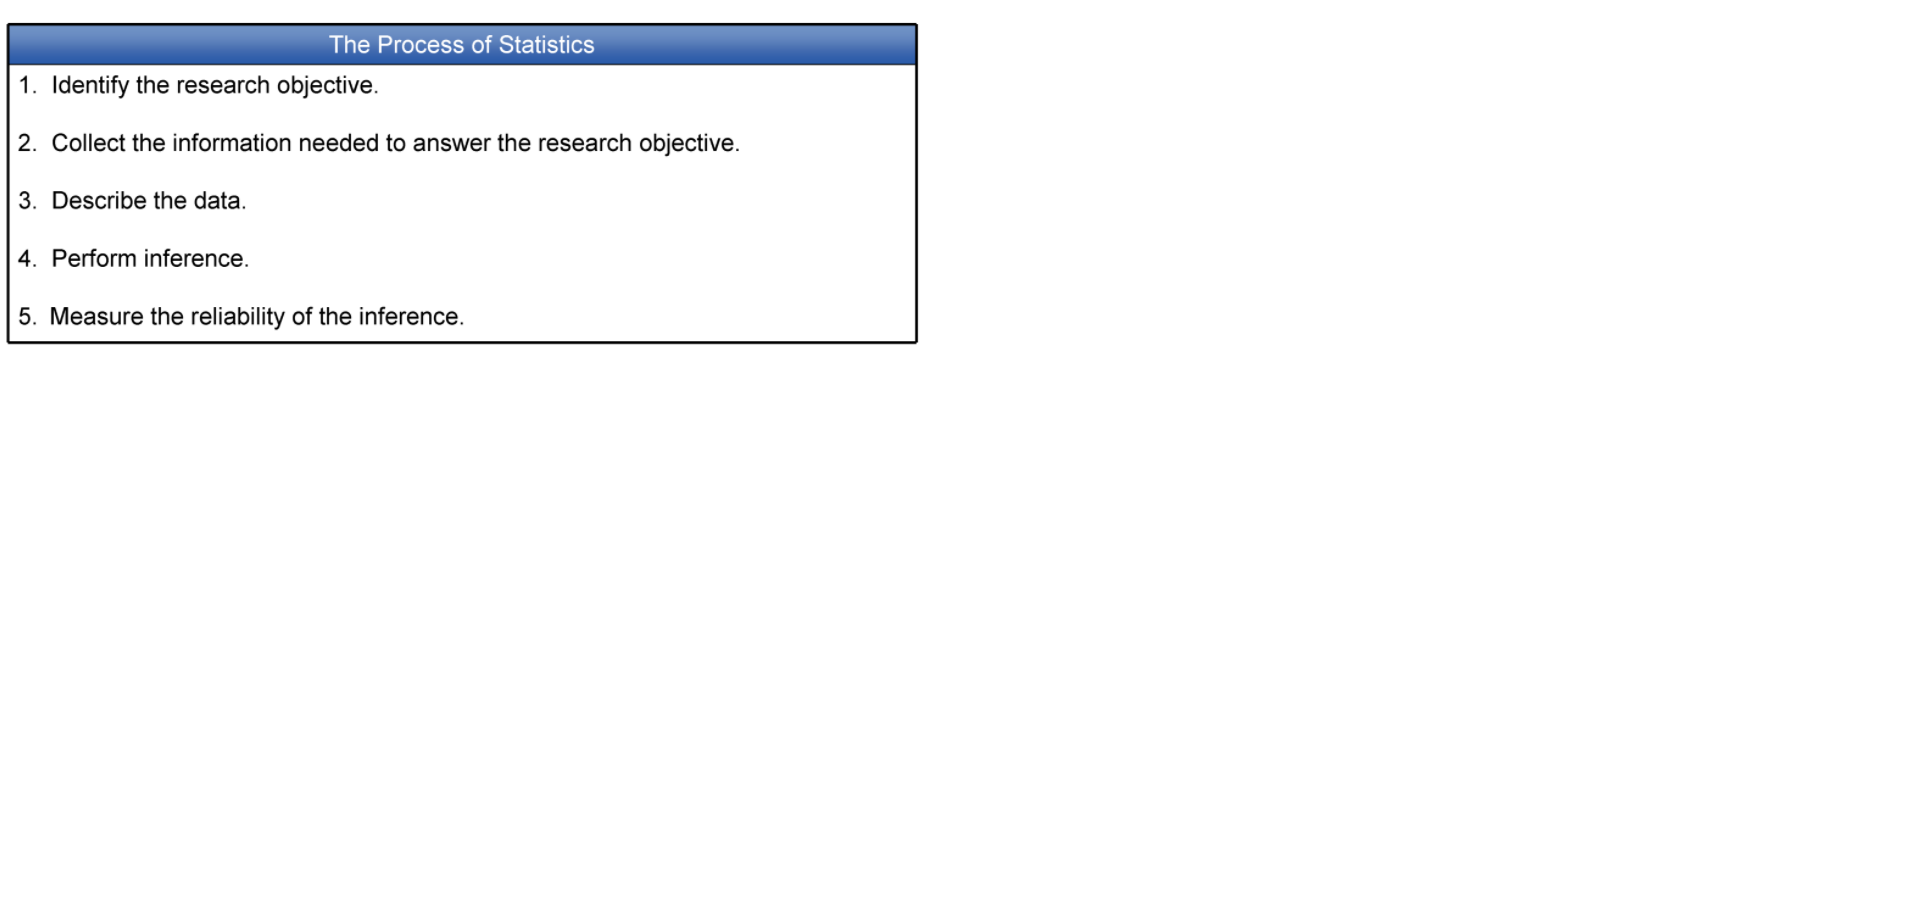 The Process of Statistics
1. Identify the research objective.
2. Collect the information needed to answer the research objective.
3. Describe the data.
4. Perform inference.
5. Measure the reliability of the inference.